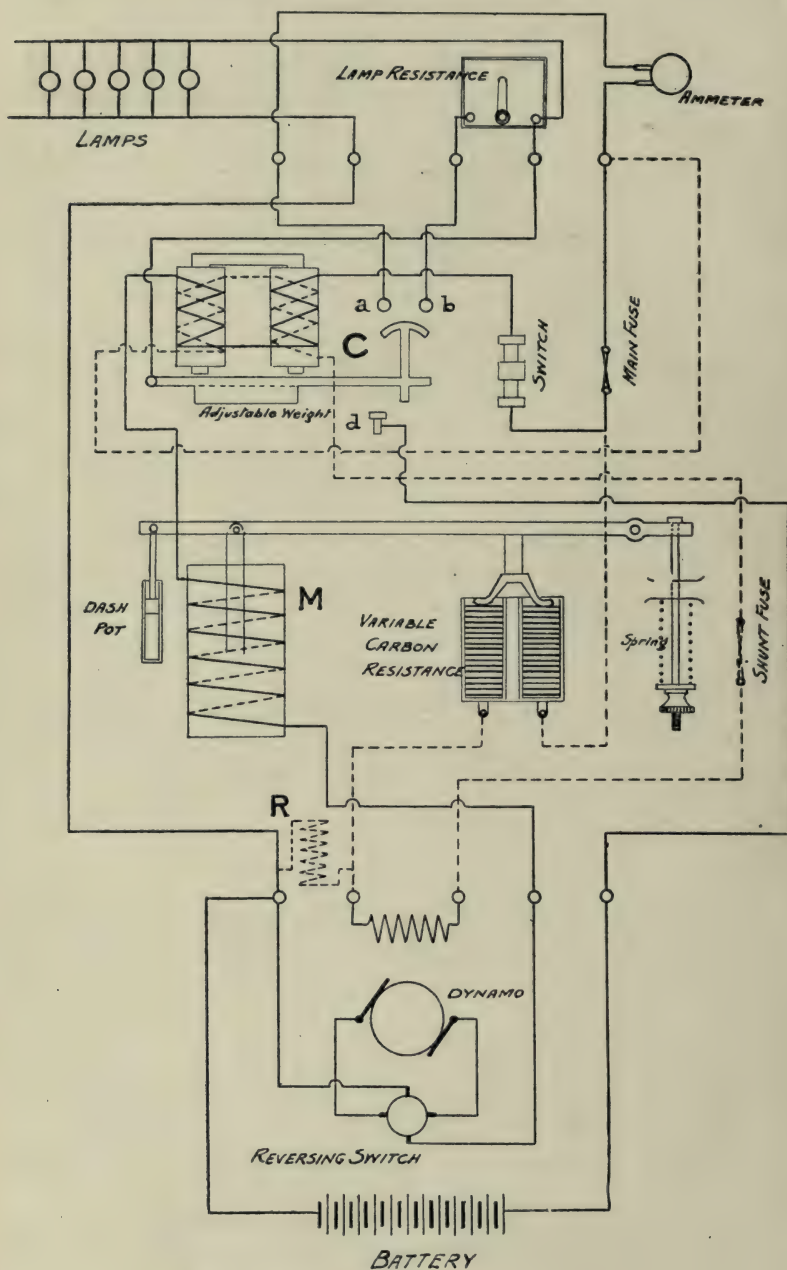 LAMP RESISTANCE
AMMETER
LAMPS
a b
C
SWITCH
MAIN FUSE
Adjustable Weight
d
DASH
POT
M
VARIABLE
CARBON
RESISTANCE
Spring
SHUNT FUSE
R
DYNAMO
REVERSING SWITCH
BATTERY